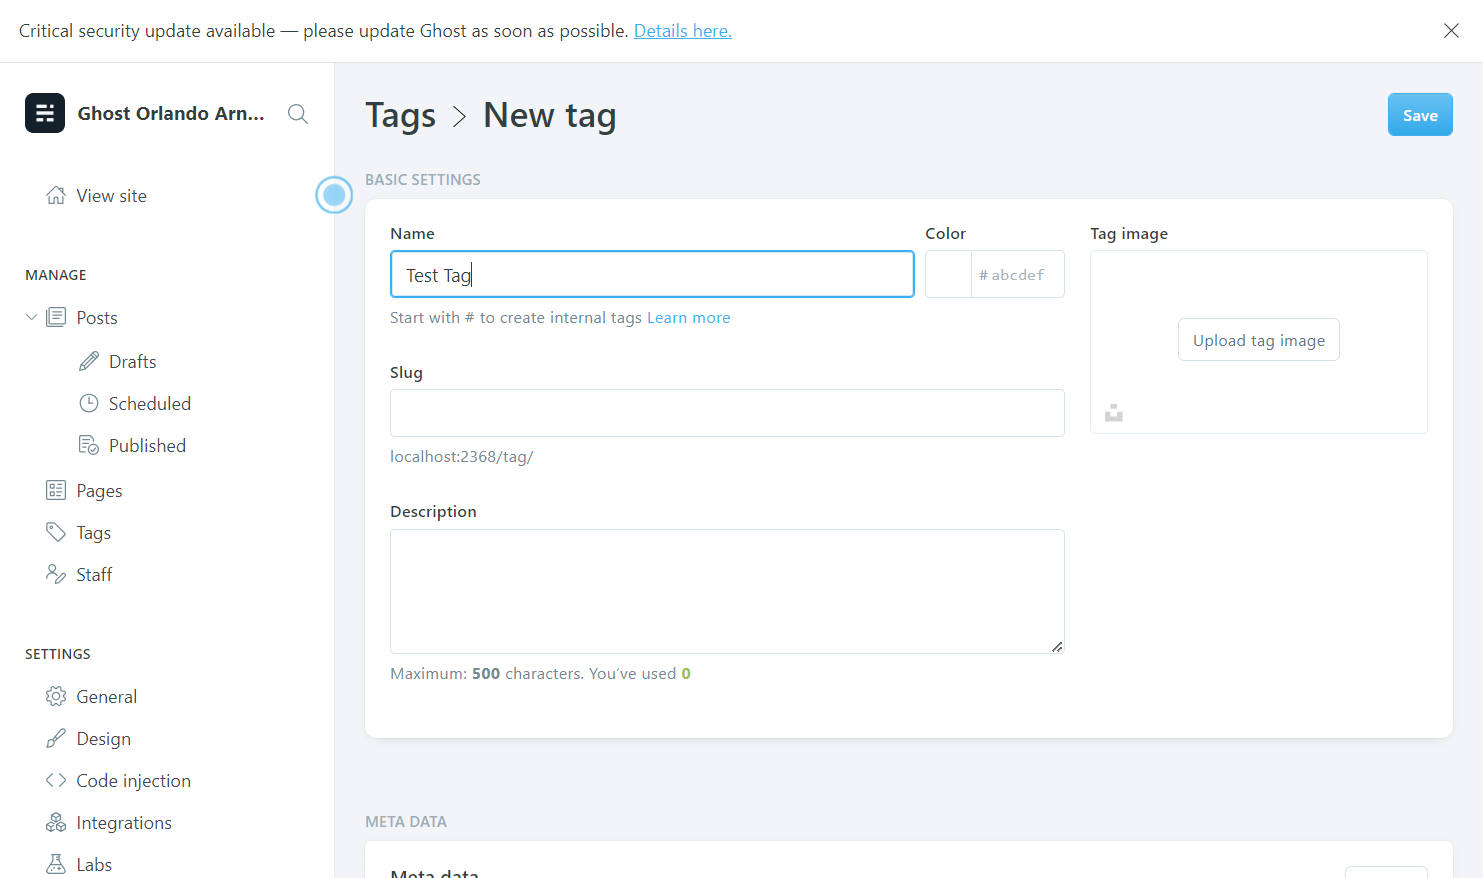 Critical security update available — please update Ghost as soon as possible. Details here.
Ghost Orlando Arn...
View site
MANAGE
Posts
Drafts
Scheduled
Published
Pages
Tags
Staff
SETTINGS
General
Design
Code injection
Integrations
Labs
Tags > New tag
Save
BASIC SETTINGS
Name
Test Tag
Start with # to create internal tags Learn more
Color
# abcdef
Tag image
Upload tag image
Slug
localhost:2368/tag/
Description
Maximum: 500 characters. You’ve used 0
META DATA
Meta data